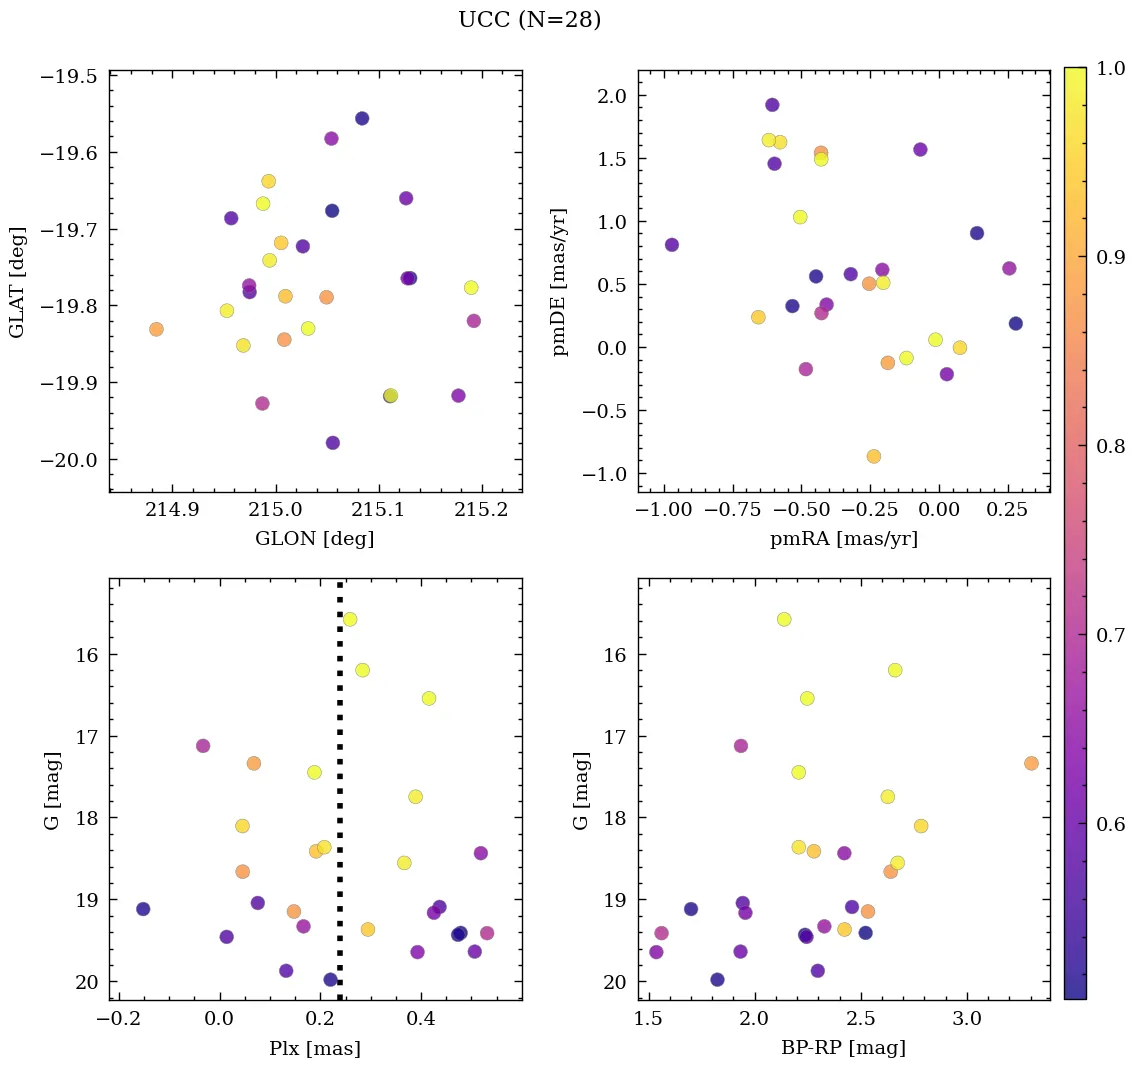 UCC (N=28)
−19.5
−19.6
−19.7
−19.8
−19.9
−20.0
GLAT [deg]
214.9 215.0 215.1 215.2
GLON [deg]
2.0
1.5
1.0
0.5
0.0
−0.5
−1.0
pmDE [mas/yr]
−1.00 −0.75 −0.50 −0.25 0.00 0.25
pmRA [mas/yr]
16
17
18
19
20
G [mag]
−0.2 0.0 0.2 0.4
Plx [mas]
16
17
18
19
20
G [mag]
1.5 2.0 2.5 3.0
BP-RP [mag]
1.0
0.9
0.8
0.7
0.6